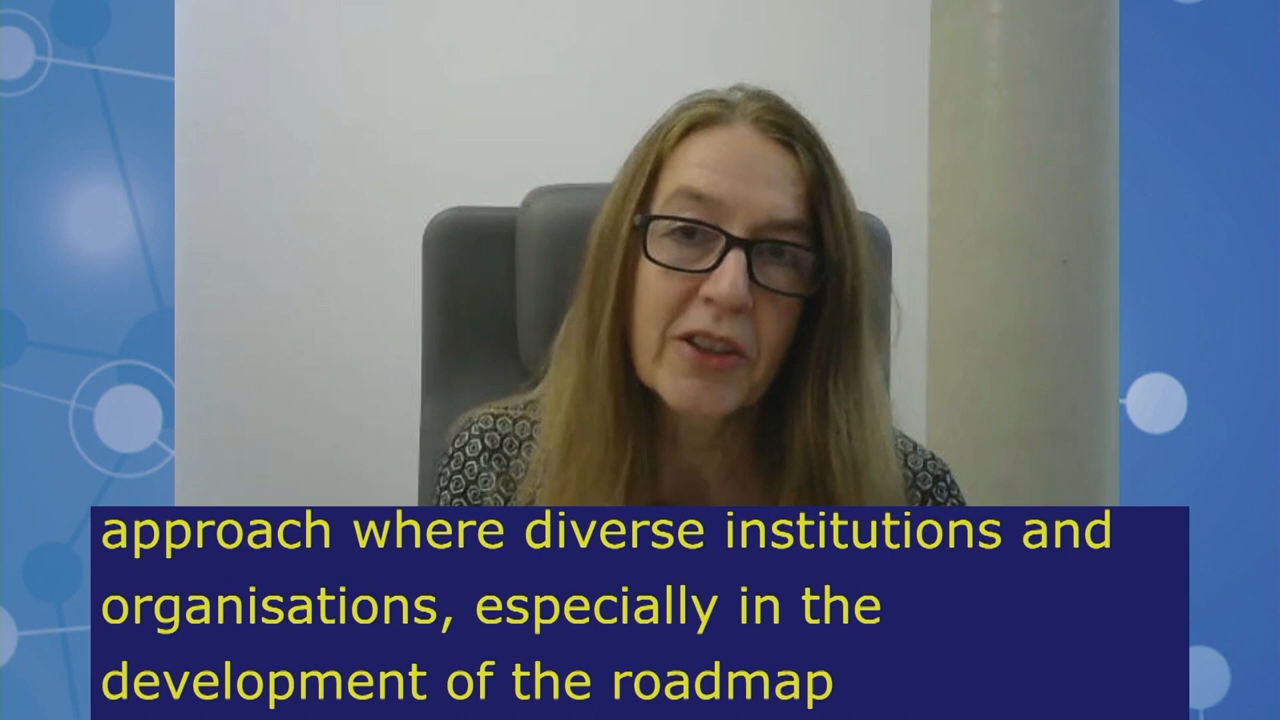 approach where diverse institutions and
organisations, especially in the
development of the roadmap